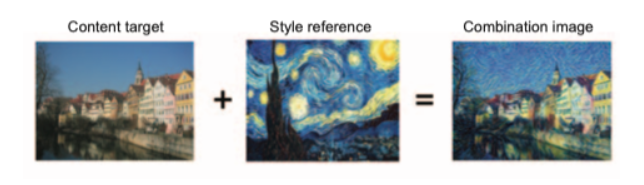 Content target
Style reference
Combination image
+
=